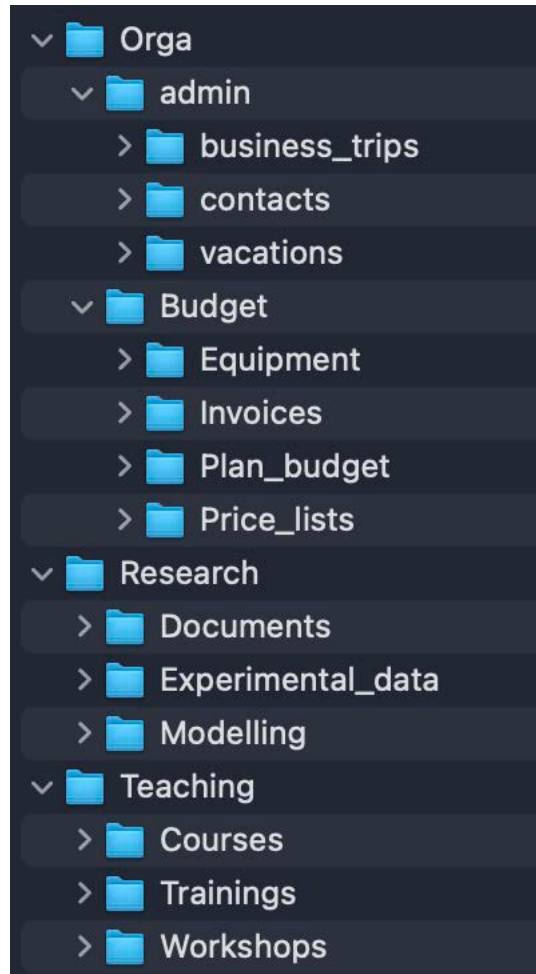 Orga
admin
business_trips
contacts
vacations
Budget
Equipment
Invoices
Plan_budget
Price_lists
Research
Documents
Experimental_data
Modelling
Teaching
Courses
Trainings
Workshops